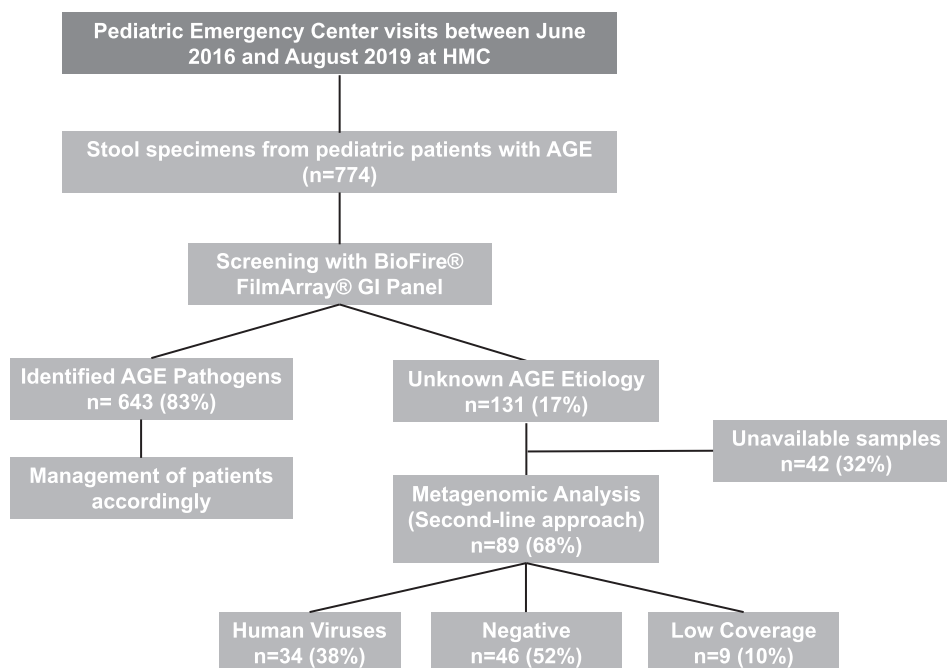 Pediatric Emergency Center visits between June
2016 and August 2019 at HMC
Stool specimens from pediatric patients with AGE
(n=774)
Screening with BioFire®
FilmArray® GI Panel
Identified AGE Pathogens
n= 643 (83%)
Unknown AGE Etiology
n=131 (17%)
Unavailable samples
n=42 (32%)
Management of patients
accordingly
Metagenomic Analysis
(Second-line approach)
n=89 (68%)
Human Viruses
n=34 (38%)
Negative
n=46 (52%)
Low Coverage
n=9 (10%)